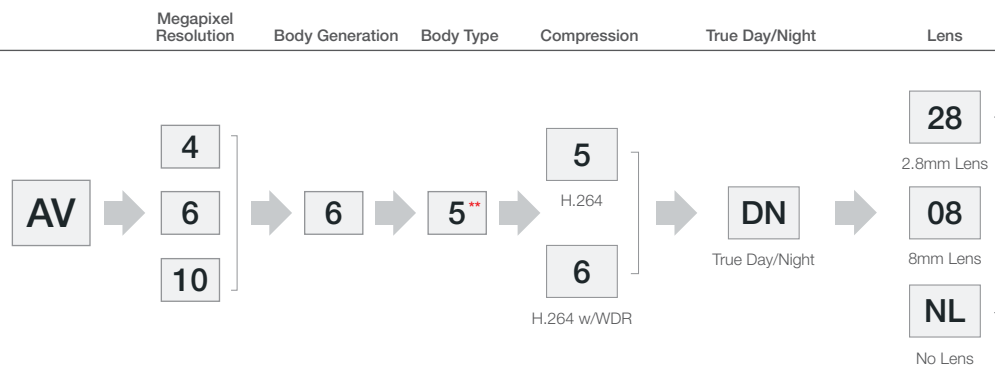 Megapixel
Resolution
Body Generation
Body Type
Compression
True Day/Night
Lens
AV
4
6
10
6
5**
5
H.264
6
H.264 w/WDR
DN
True Day/Night
28
2.8mm Lens
08
8mm Lens
NL
No Lens